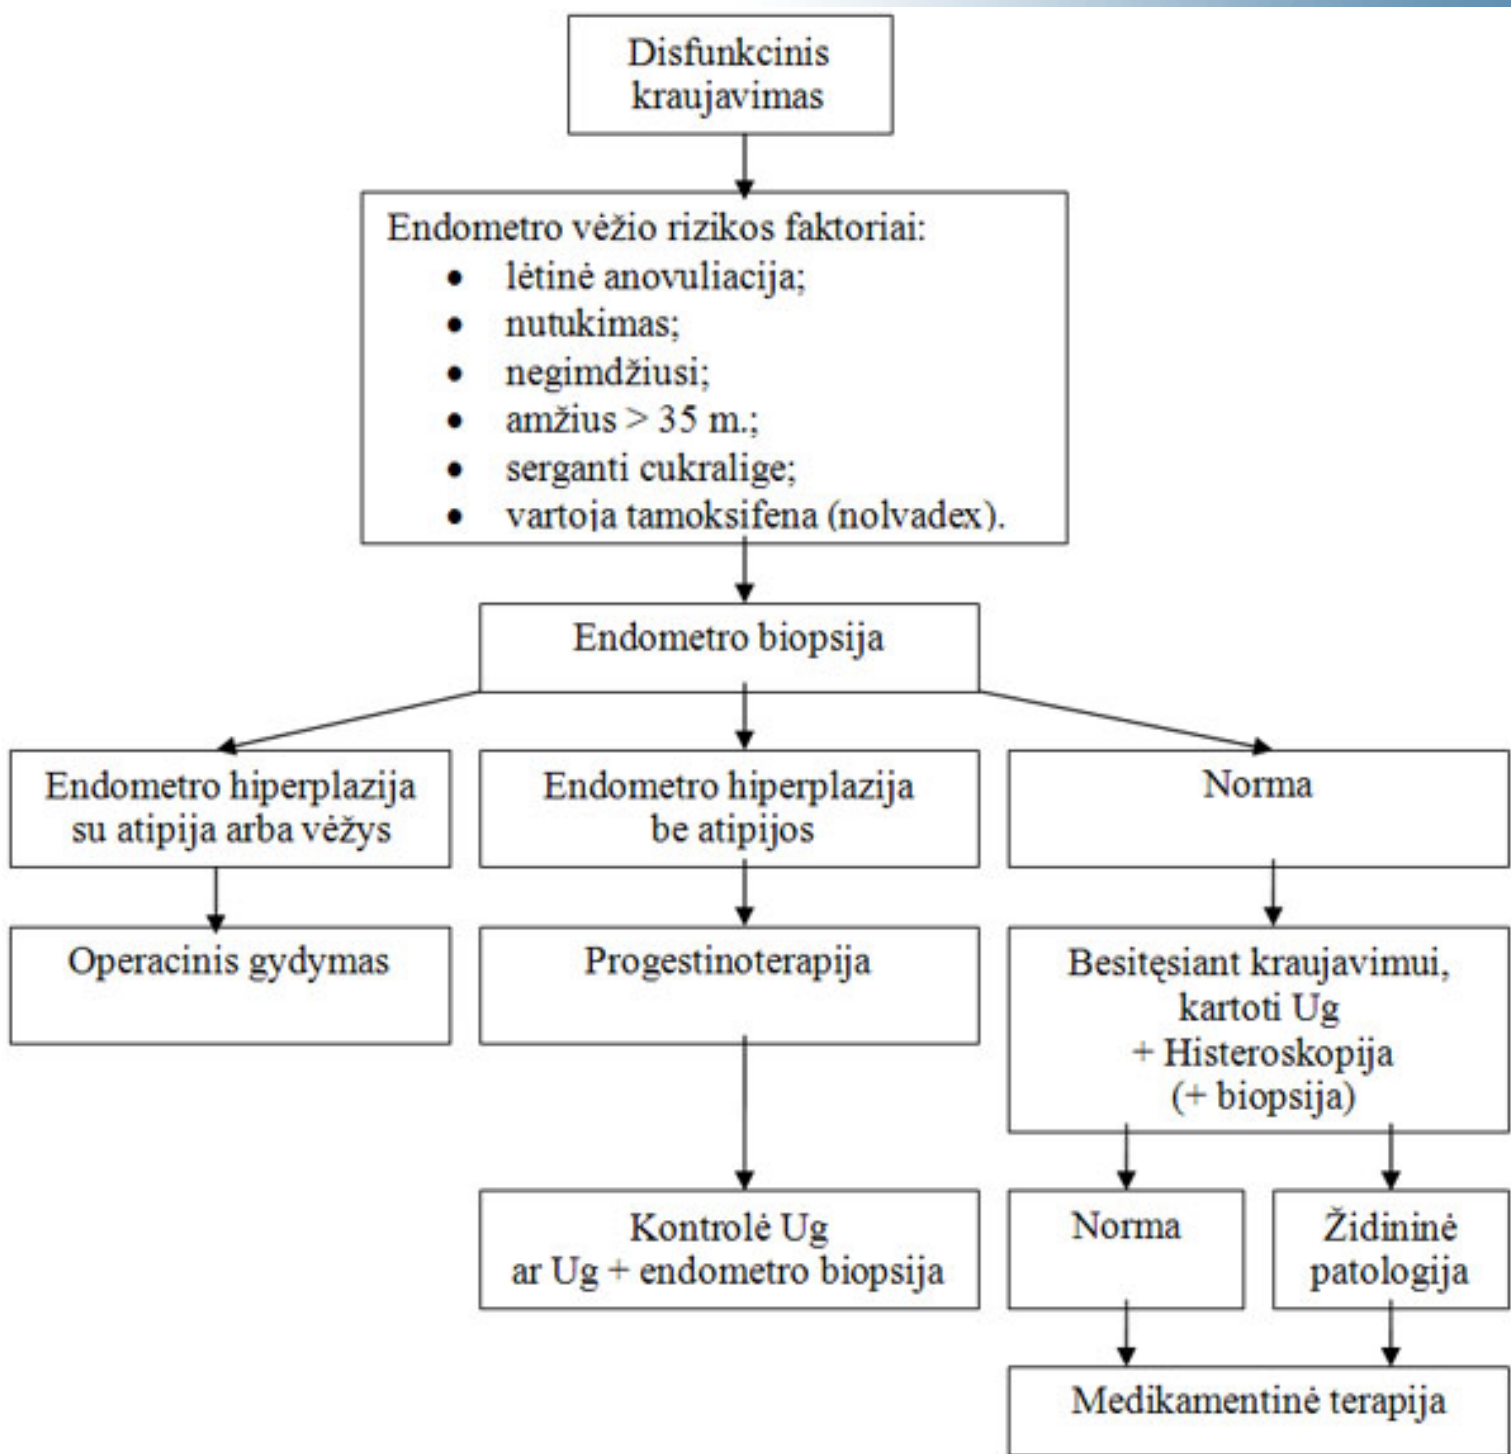 Disfunkcinis
kraujavimas
Endometro vėžio rizikos faktoriai:
• lėtinė anovuliacija;
• nutukimas;
• negimdžiusi;
• amžius > 35 m.;
• serganti cukralige;
• vartoja tamoksifena (nolvadex).
Endometro biopsija
Endometro hiperplazija
su atipija arba vėžys
Endometro hiperplazija
be atipijos
Norma
Operacinis gydymas
Progestinoterapija
Besitęsiant kraujavimui,
kartoti Ug
+ Histeroskopija
(+ biopsija)
Kontrolė Ug
ar Ug + endometro biopsija
Norma
Židininė
patologija
Medikamentinė terapija